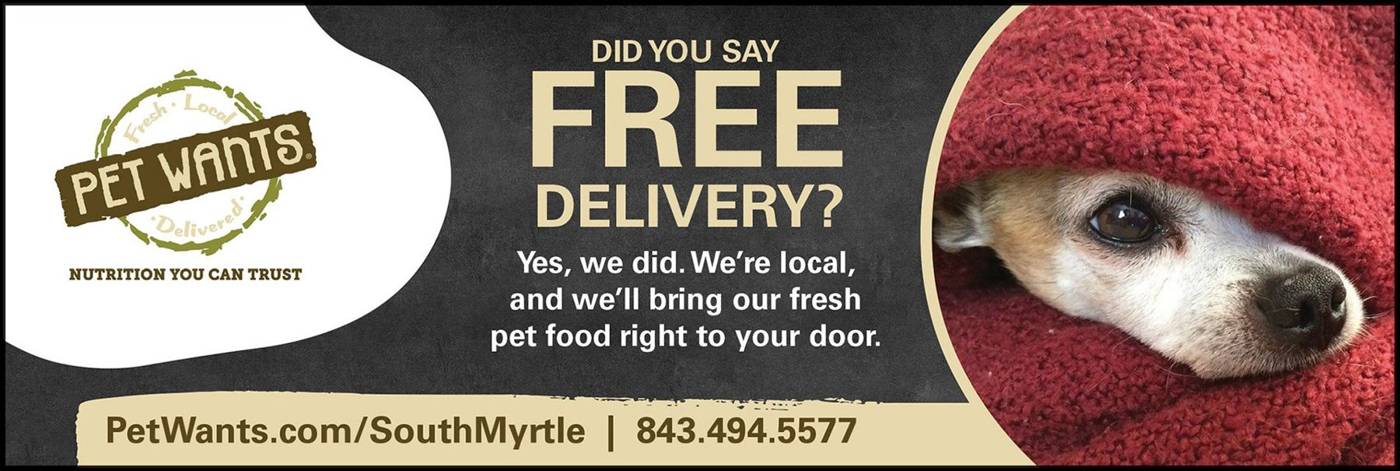 Fresh · Local
PET WANTS®
·Delivered·
NUTRITION YOU CAN TRUST
DID YOU SAY
FREE
DELIVERY?
Yes, we did. We’re local,
and we’ll bring our fresh
pet food right to your door.
PetWants.com/SouthMyrtle | 843.494.5577